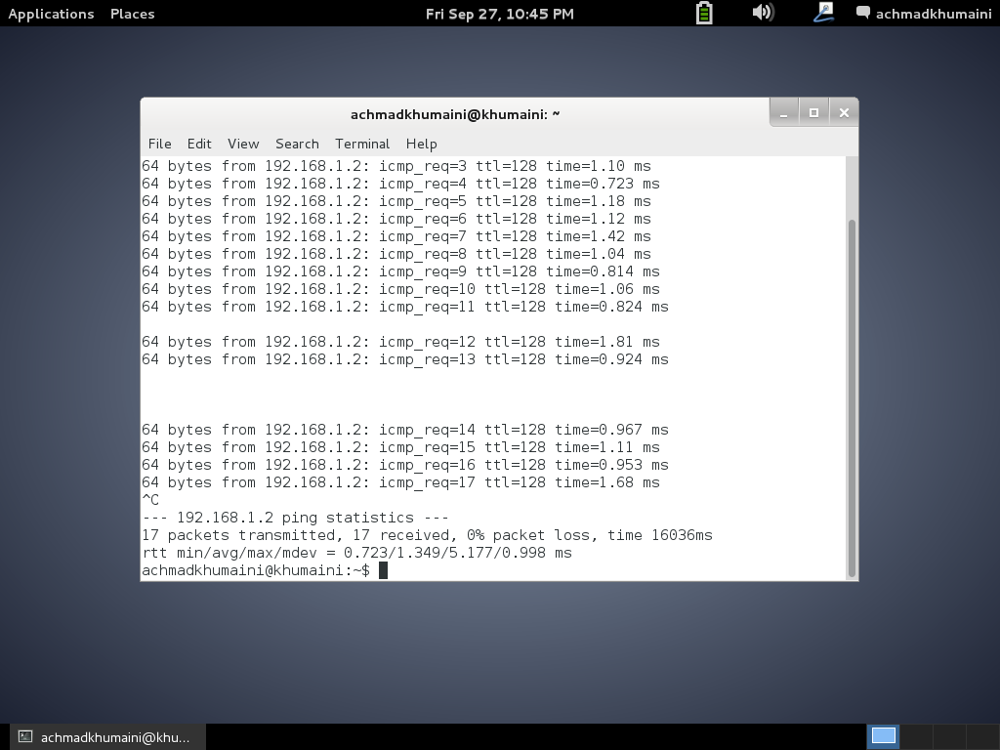 Applications Places Fri Sep 27, 10:45 PM achmadkhumaini
achmadkhumaini@khumaini: ~
File Edit View Search Terminal Help
64 bytes from 192.168.1.2: icmp_req=3 ttl=128 time=1.10 ms
64 bytes from 192.168.1.2: icmp_req=4 ttl=128 time=0.723 ms
64 bytes from 192.168.1.2: icmp_req=5 ttl=128 time=1.18 ms
64 bytes from 192.168.1.2: icmp_req=6 ttl=128 time=1.12 ms
64 bytes from 192.168.1.2: icmp_req=7 ttl=128 time=1.42 ms
64 bytes from 192.168.1.2: icmp_req=8 ttl=128 time=1.04 ms
64 bytes from 192.168.1.2: icmp_req=9 ttl=128 time=0.814 ms
64 bytes from 192.168.1.2: icmp_req=10 ttl=128 time=1.06 ms
64 bytes from 192.168.1.2: icmp_req=11 ttl=128 time=0.824 ms
64 bytes from 192.168.1.2: icmp_req=12 ttl=128 time=1.81 ms
64 bytes from 192.168.1.2: icmp_req=13 ttl=128 time=0.924 ms
64 bytes from 192.168.1.2: icmp_req=14 ttl=128 time=0.967 ms
64 bytes from 192.168.1.2: icmp_req=15 ttl=128 time=1.11 ms
64 bytes from 192.168.1.2: icmp_req=16 ttl=128 time=0.953 ms
64 bytes from 192.168.1.2: icmp_req=17 ttl=128 time=1.68 ms
^C
--- 192.168.1.2 ping statistics ---
17 packets transmitted, 17 received, 0% packet loss, time 16036ms
rtt min/avg/max/mdev = 0.723/1.349/5.177/0.998 ms
achmadkhumaini@khumaini:~$
achmadkhumaini@khu...